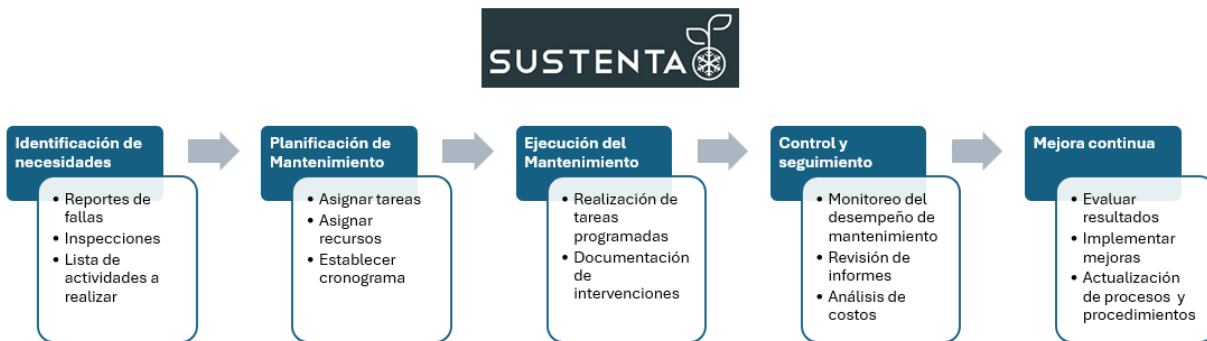 SUSTENTA
Identificación de
necesidades
• Reportes de
fallas
• Inspecciones
• Lista de
actividades a
realizar
Planificación de
Mantenimiento
• Asignar tareas
• Asignar
recursos
• Establecer
cronograma
Ejecución del
Mantenimiento
• Realización de
tareas
programadas
• Documentación
de
intervenciones
Control y
seguimiento
• Monitoreo del
desempeño de
mantenimiento
• Revisión de
informes
• Análisis de
costos
Mejora continua
• Evaluar
resultados
• Implementar
mejoras
• Actualización
de procesos y
procedimientos